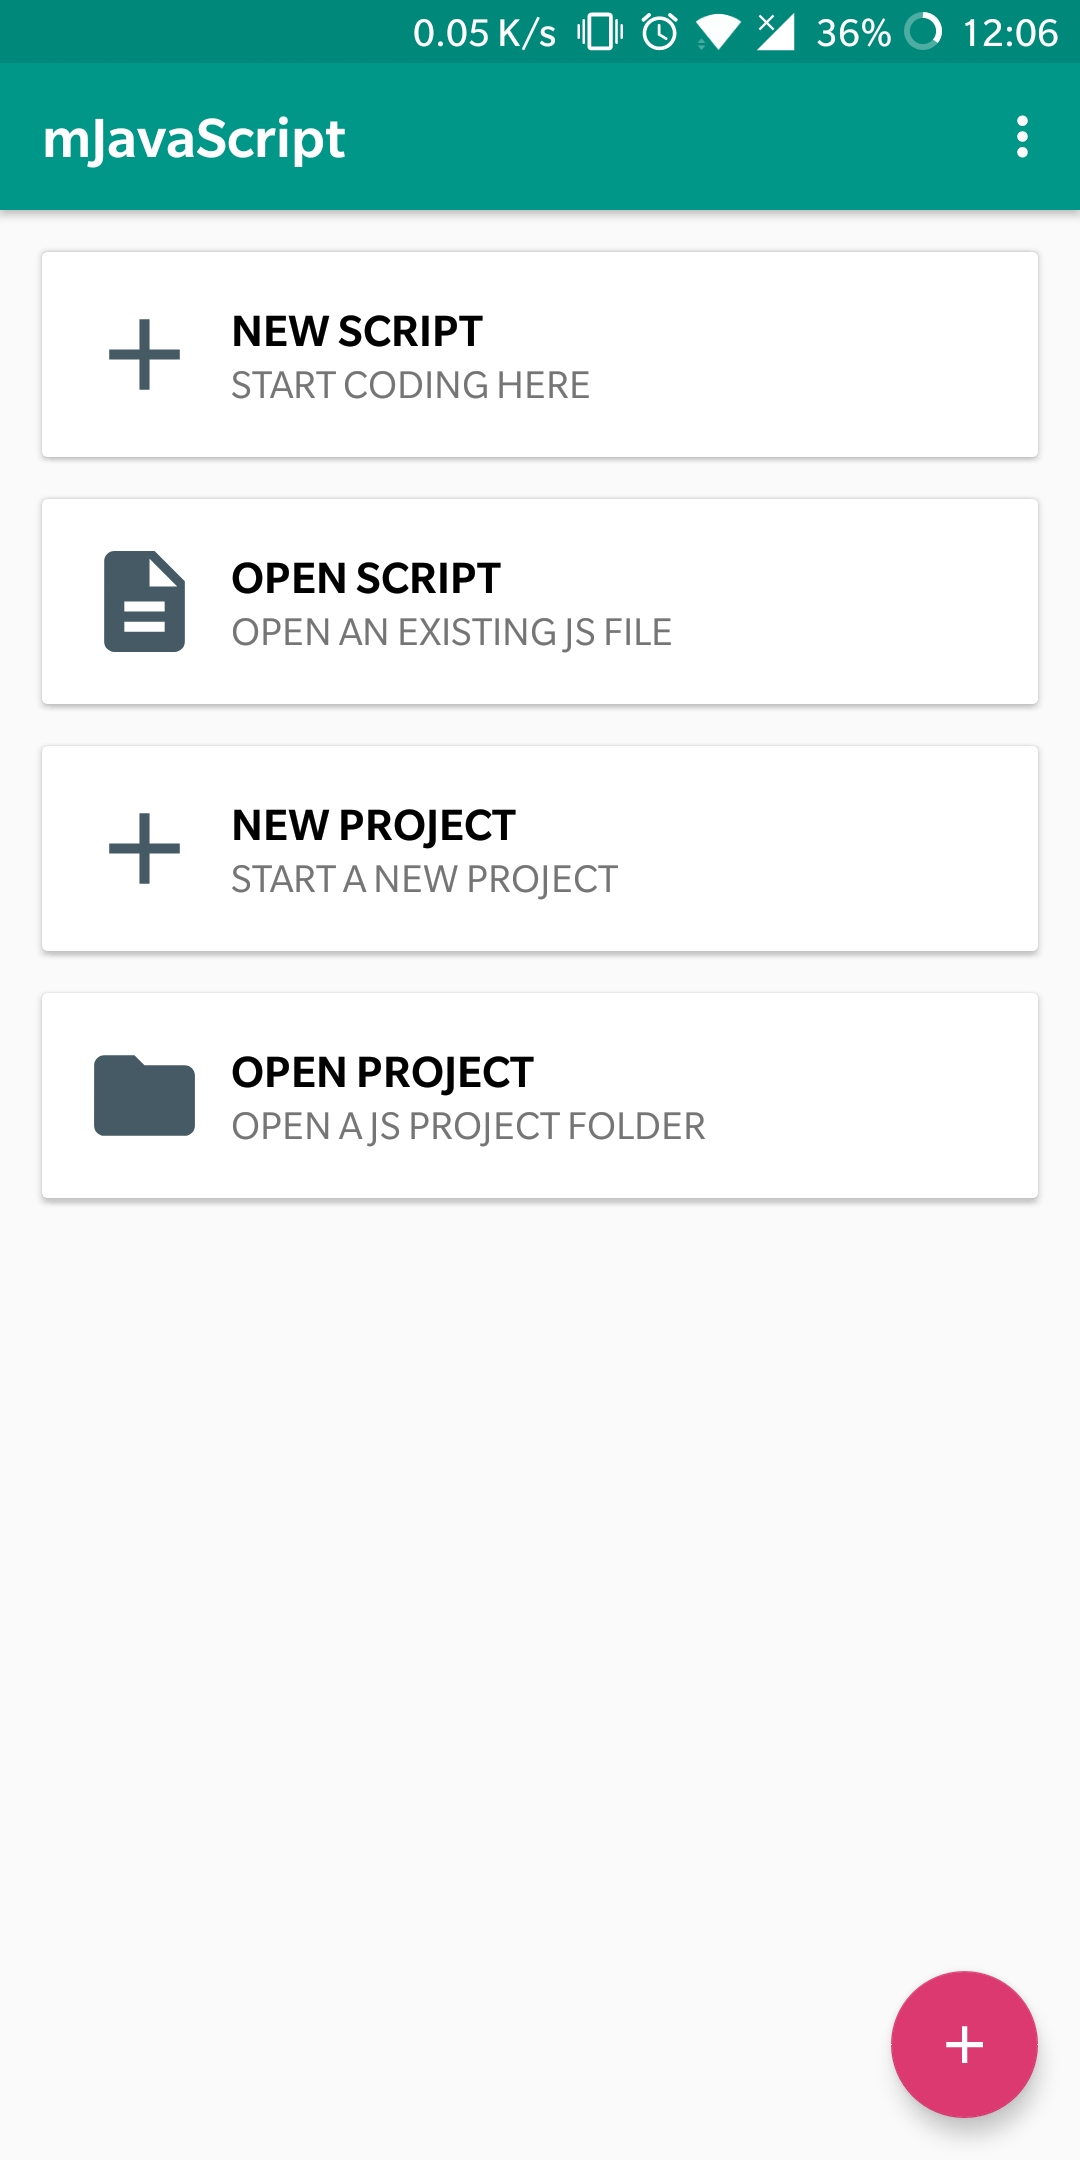 0.05 K/s 36% 12:06
mJavaScript
NEW SCRIPT
START CODING HERE
OPEN SCRIPT
OPEN AN EXISTING JS FILE
NEW PROJECT
START A NEW PROJECT
OPEN PROJECT
OPEN A JS PROJECT FOLDER